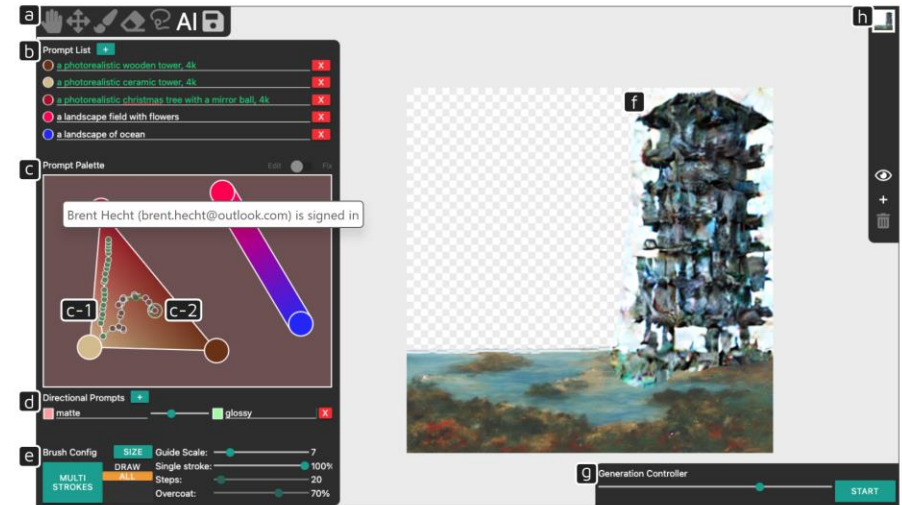 a
AI
h
b
Prompt List +
a photorealistic wooden tower, 4k X
a photorealistic ceramic tower, 4k X
a photorealistic christmas tree with a mirror ball, 4k X
a landscape field with flowers X
a landscape of ocean X
f
c
Prompt Palette Edit Fix
Brent Hecht (brent.hecht@outlook.com) is signed in
+
c-1 c-2
d
Directional Prompts +
matte glossy X
e
Brush Config SIZE Guide Scale: 7
MULTI STROKES DRAW Single stroke: 100%
ALL Steps: 20
Overcoat: 70%
g
Generation Controller
START